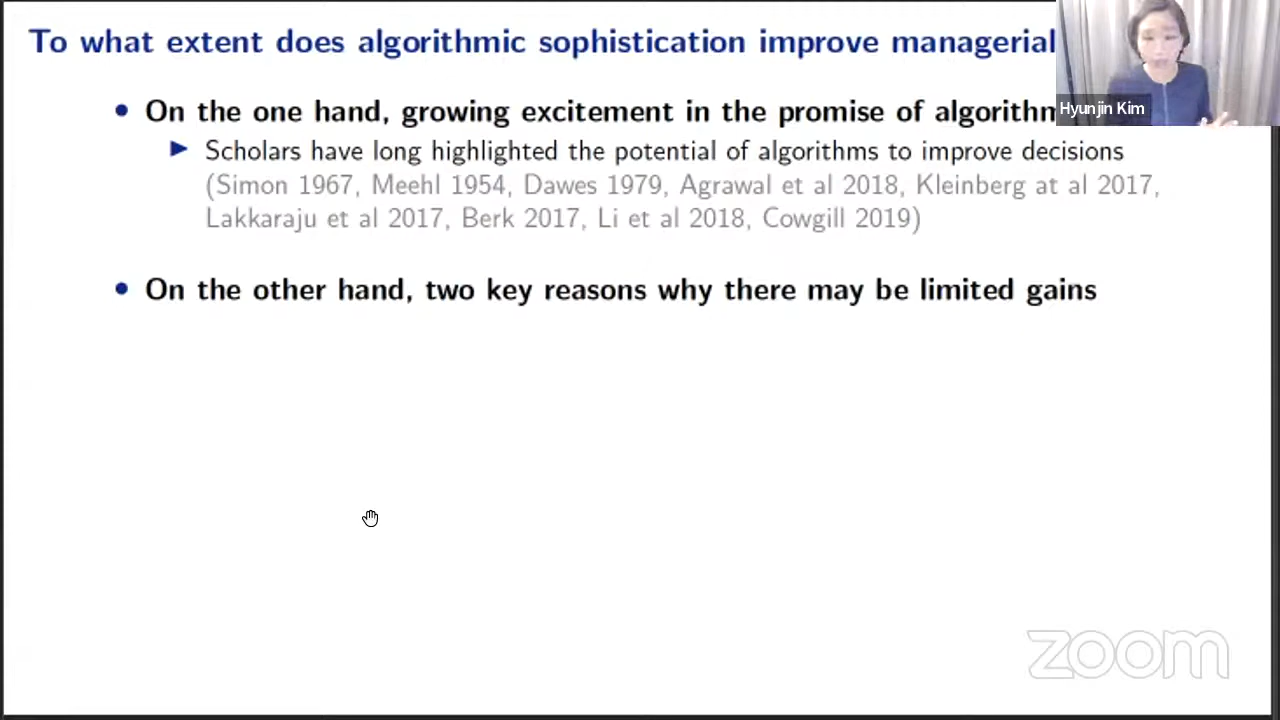 To what extent does algorithmic sophistication improve managerial
Hyunjin Kim
• On the one hand, growing excitement in the promise of
▶ Scholars have long highlighted the potential of algorithms to improve decisions
(Simon 1967, Meehl 1954, Dawes 1979, Agrawal et al 2018, Kleinberg at al 2017,
Lakkaraju et al 2017, Berk 2017, Li et al 2018, Cowgill 2019)
• On the other hand, two key reasons why there may be limited gains
zoom